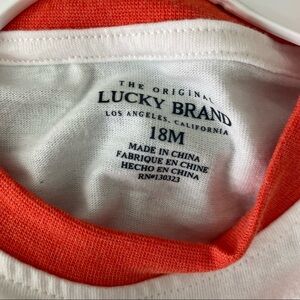 THE ORIGINAL
LUCKY BRAND
LOS ANGELES, CALIFORNIA
18M
MADE IN CHINA
FABRIQUE EN CHINE
HECHO EN CHINA
RN#130323